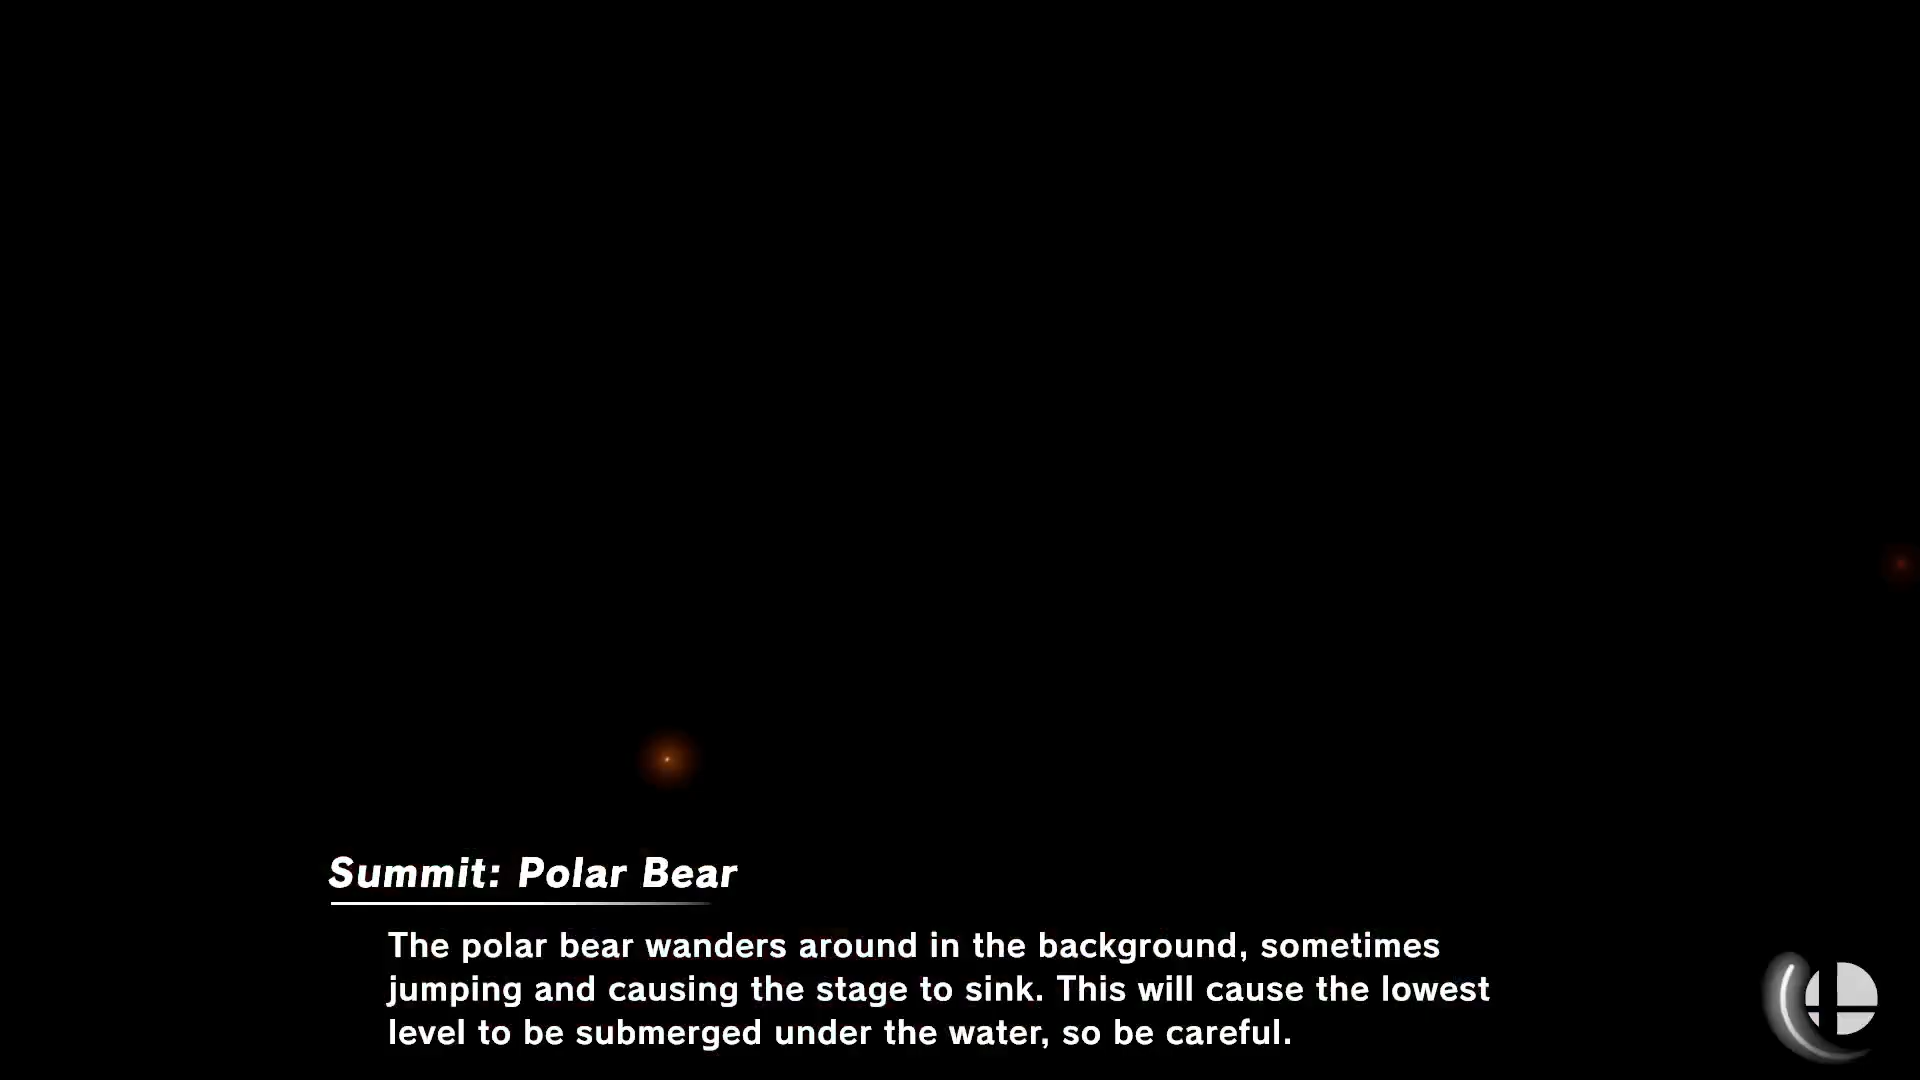 Summit: Polar Bear
The polar bear wanders around in the background, sometimes
jumping and causing the stage to sink. This will cause the lowest
level to be submerged under the water, so be careful.